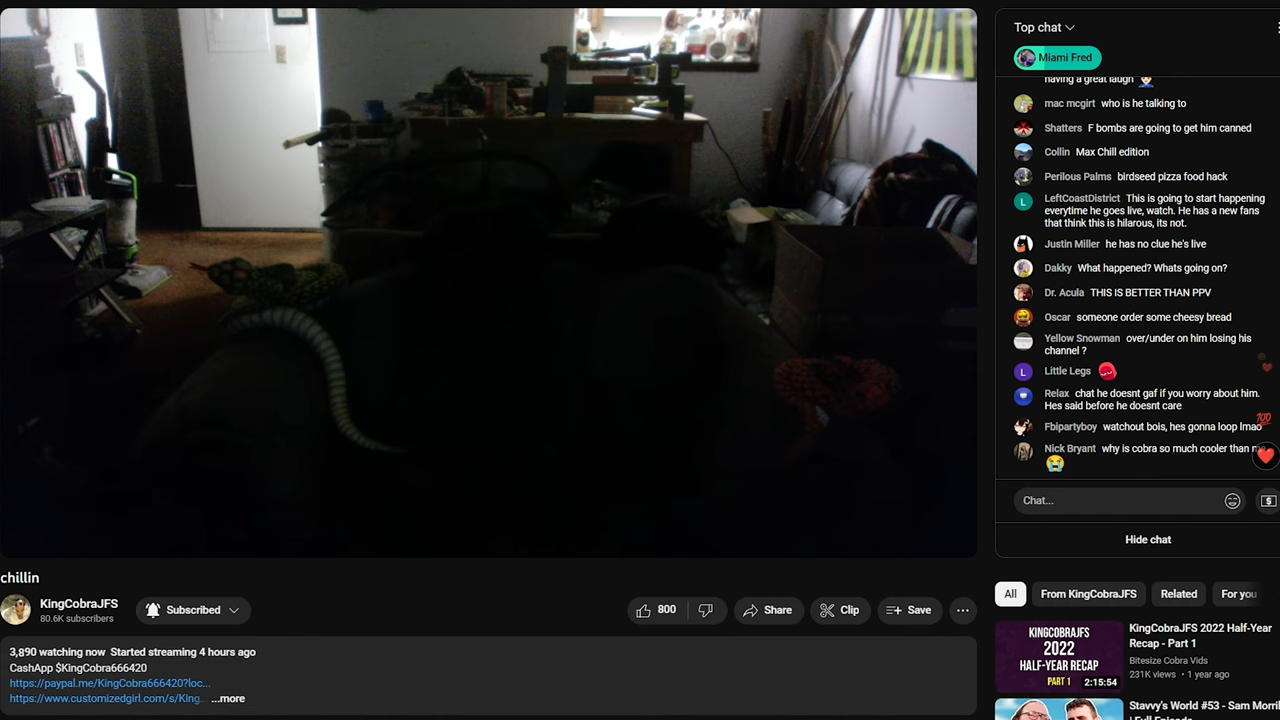 Top chat
Miami Fred
having a great laugh
mac mcgirt who is he talking to
Shatters F bombs are going to get him canned
Collin Max Chill edition
Perilous Palms birdseed pizza food hack
L LeftCoastDistrict This is going to start happening
everytime he goes live, watch. He has a new fans
that think this is hilarous, its not.
Justin Miller he has no clue he's live
Dakky What happened? Whats going on?
Dr. Acula THIS IS BETTER THAN PPV
Oscar someone order some cheesy bread
Yellow Snowman over/under on him losing his
channel ?
L Little Legs
Relax chat he doesnt gaf if you worry about him.
Hes said before he doesnt care
Fbipartyboy watchout bois, hes gonna loop lmao
100
Nick Bryant why is cobra so much cooler than
Chat...
Hide chat
chillin
KingCobraJFS
80.6K subscribers
Subscribed
800
Share
Clip
Save
3,890 watching now Started streaming 4 hours ago
CashApp $KingCobra666420
https://paypal.me/KingCobra666420?loc...
https://www.customizedgirl.com/s/King... ...more
All
From KingCobraJFS
Related
For you
KINGCOBRAJFS
2022
HALF-YEAR RECAP
PART 1
2:15:54
KingCobraJFS 2022 Half-Year
Recap - Part 1
Bitesize Cobra Vids
231K views • 1 year ago
Stavvy's World #53 - Sam Morri
Full Episode